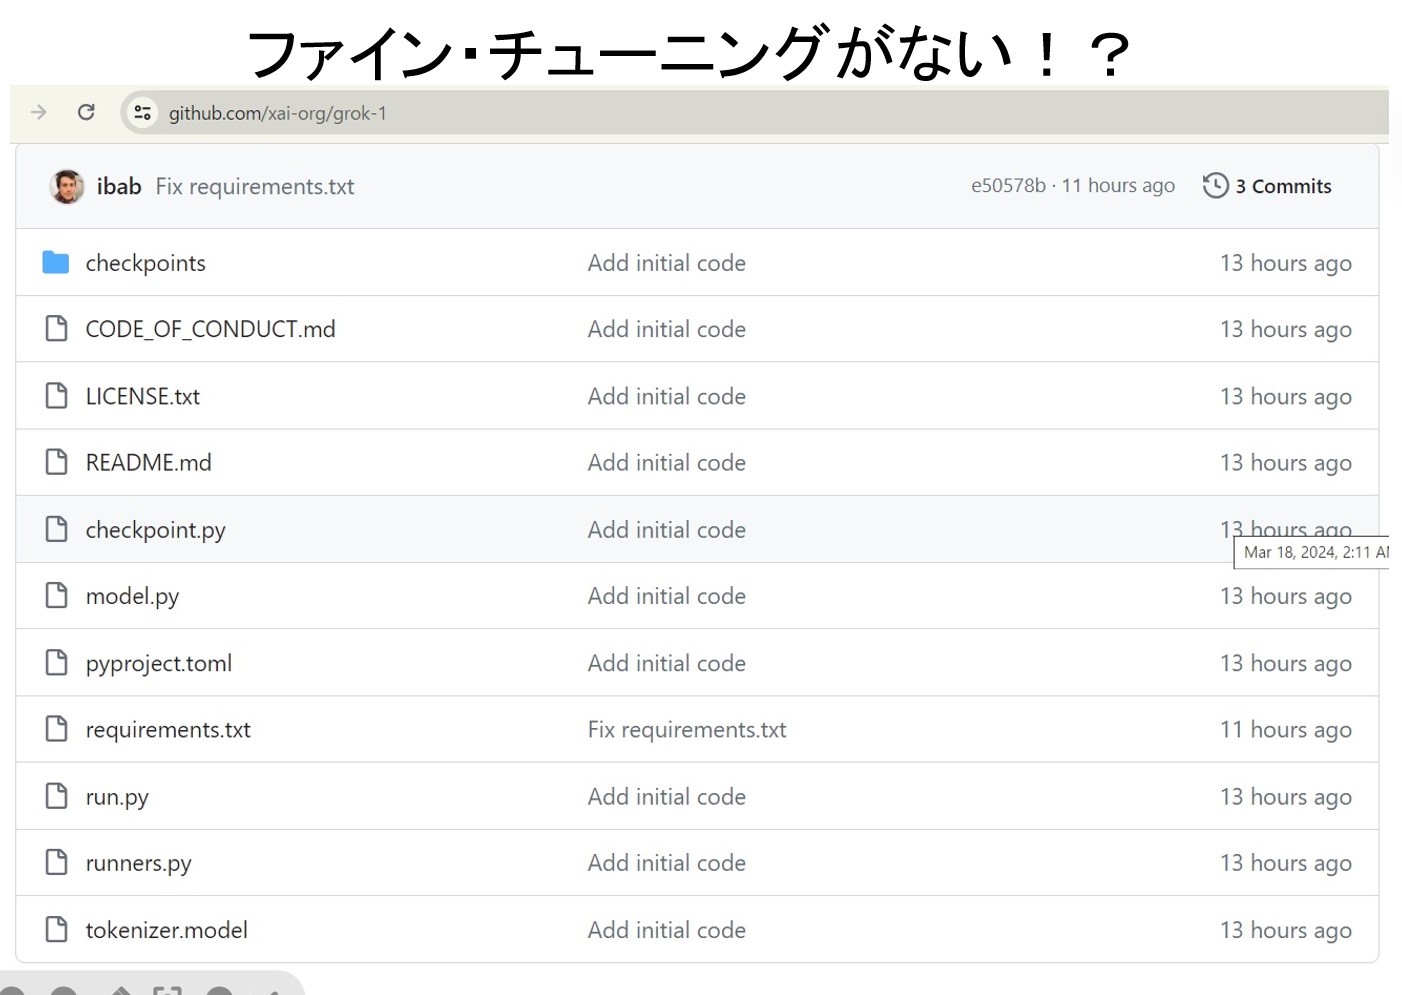 ファイン・チューニングがない！？
github.com/xai-org/grok-1
ibab Fix requirements.txt e50578b · 11 hours ago 3 Commits
checkpoints Add initial code 13 hours ago
CODE_OF_CONDUCT.md Add initial code 13 hours ago
LICENSE.txt Add initial code 13 hours ago
README.md Add initial code 13 hours ago
checkpoint.py Add initial code 13 hours ago
Mar 18, 2024, 2:11 AM
model.py Add initial code 13 hours ago
pyproject.toml Add initial code 13 hours ago
requirements.txt Fix requirements.txt 11 hours ago
run.py Add initial code 13 hours ago
runners.py Add initial code 13 hours ago
tokenizer.model Add initial code 13 hours ago